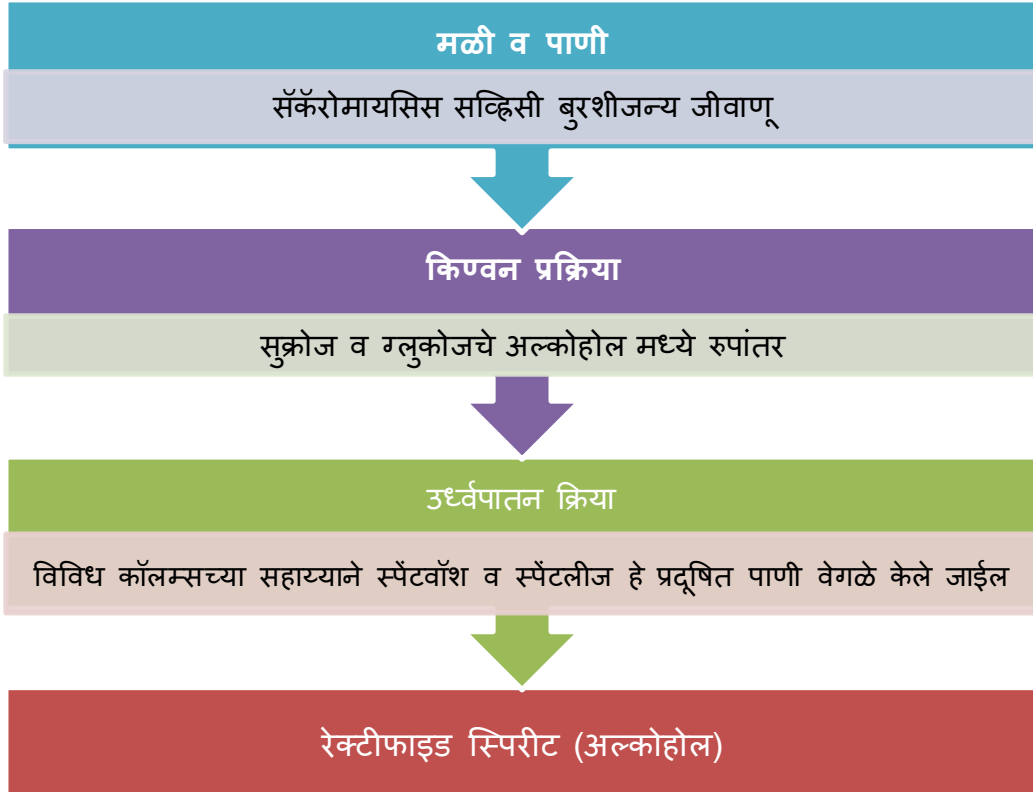 मळी व पाणी
सॅकॅरोमायसिस सव्हिसी बुरशीजन्य जीवाणू
किण्वन प्रक्रिया
सुक्रोज व ग्लुकोजचे अल्कोहोल मध्ये रुपांतर
उर्ध्वपातन क्रिया
विविध कॉलम्सच्या सहाय्याने स्पेंटवॉश व स्पेंटलीज हे प्रदूषित पाणी वेगळे केले जाईल
रेक्टीफाइड स्पिरीट (अल्कोहोल)